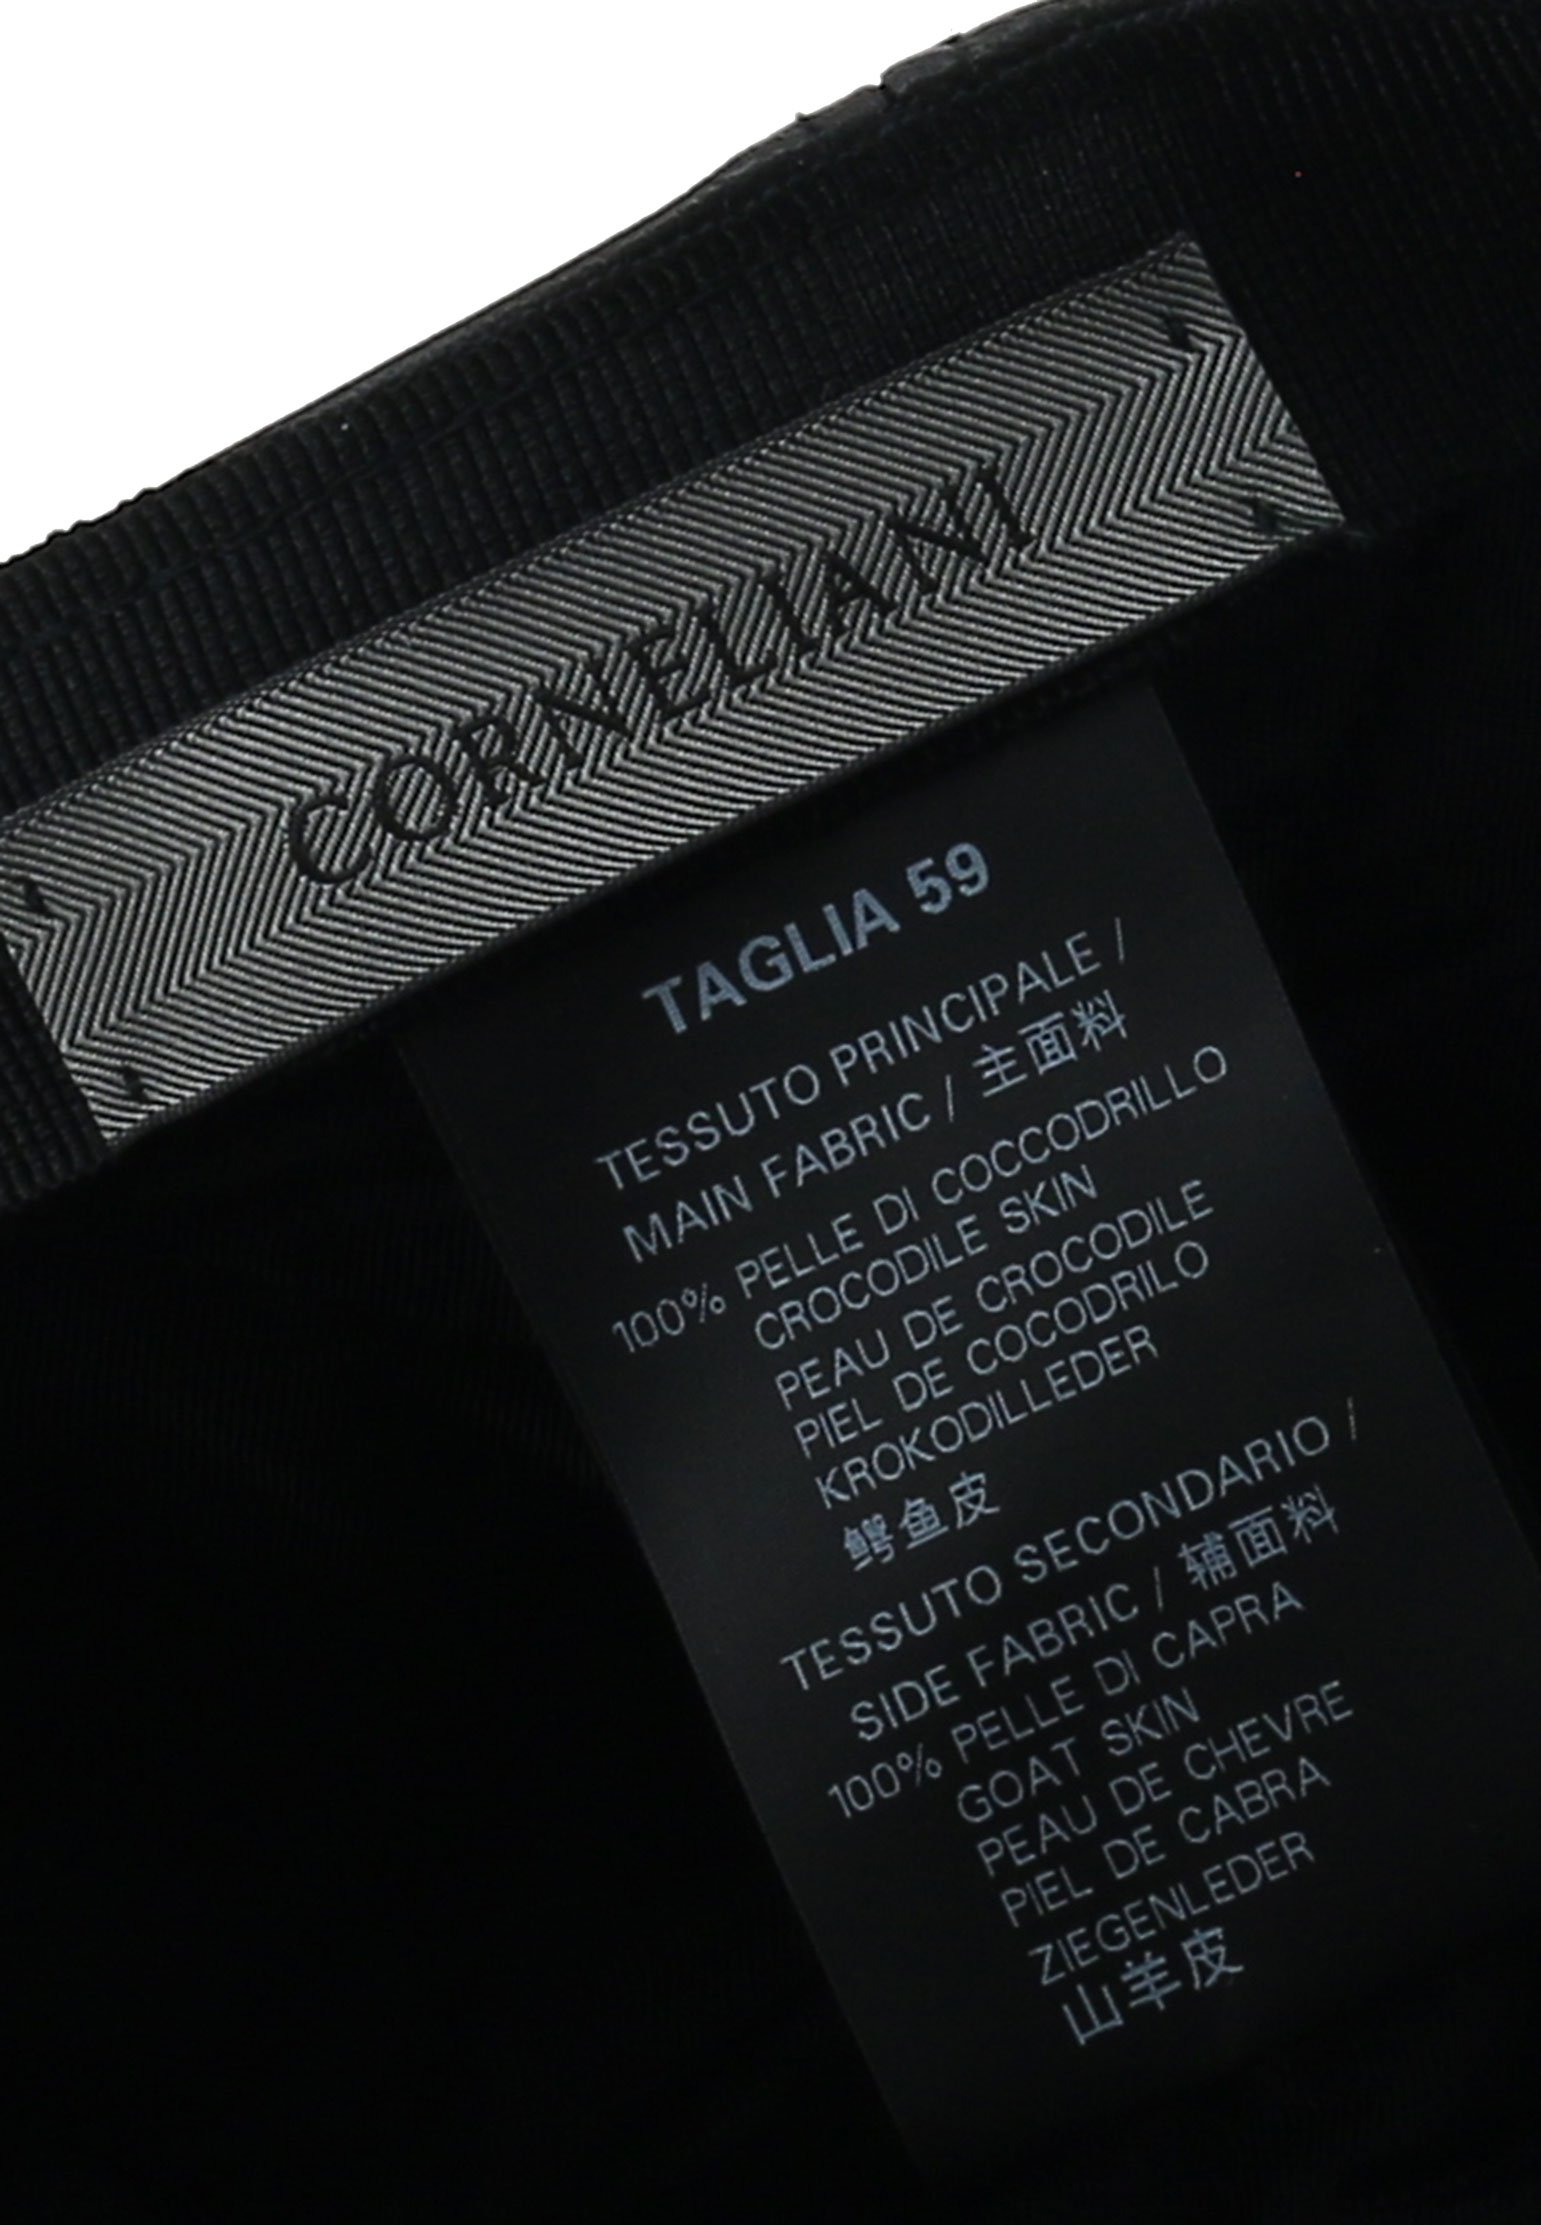 CORNELIANI
TAGLIA 59
TESSUTO PRINCIPALE /
MAIN FABRIC / 主面料
100% PELLE DI COCCODRILLO
CROCODILE SKIN
PEAU DE CROCODILE
PIEL DE COCODRILO
KROKODILLEDER
鳄鱼皮
TESSUTO SECONDARIO /
SIDE FABRIC / 辅面料
100% PELLE DI CAPRA
GOAT SKIN
PEAU DE CHEVRE
PIEL DE CABRA
ZIEGENLEDER
山羊皮